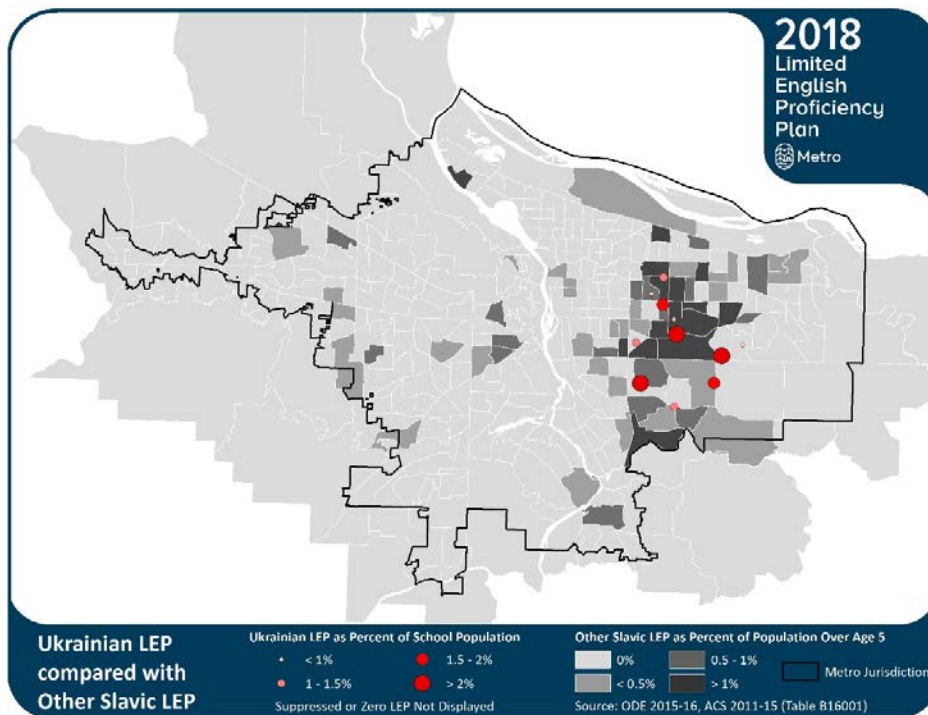 2018
Limited
English
Proficiency
Plan
Metro
Ukrainian LEP
compared with
Other Slavic LEP
Ukrainian LEP as Percent of School Population
< 1%
1 - 1.5%
1.5 - 2%
> 2%
Suppressed or Zero LEP Not Displayed
Other Slavic LEP as Percent of Population Over Age 5
0%
< 0.5%
0.5 - 1%
> 1%
Metro Jurisdiction
Source: ODE 2015-16, ACS 2011-15 (Table B16001)